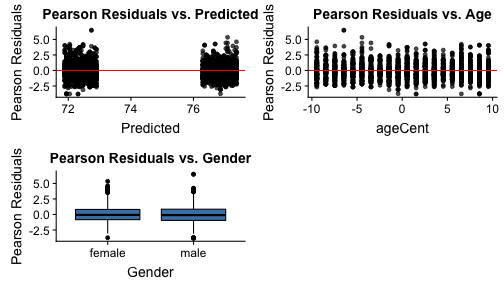 Pearson Residuals vs. Predicted
Pearson Residuals
5.0
2.5
0.0
-2.5
72
74
76
Predicted
Pearson Residuals vs. Age
Pearson Residuals
5.0
2.5
0.0
-2.5
-10
-5
0
5
10
ageCent
Pearson Residuals vs. Gender
Pearson Residuals
5.0
2.5
0.0
-2.5
female
male
Gender